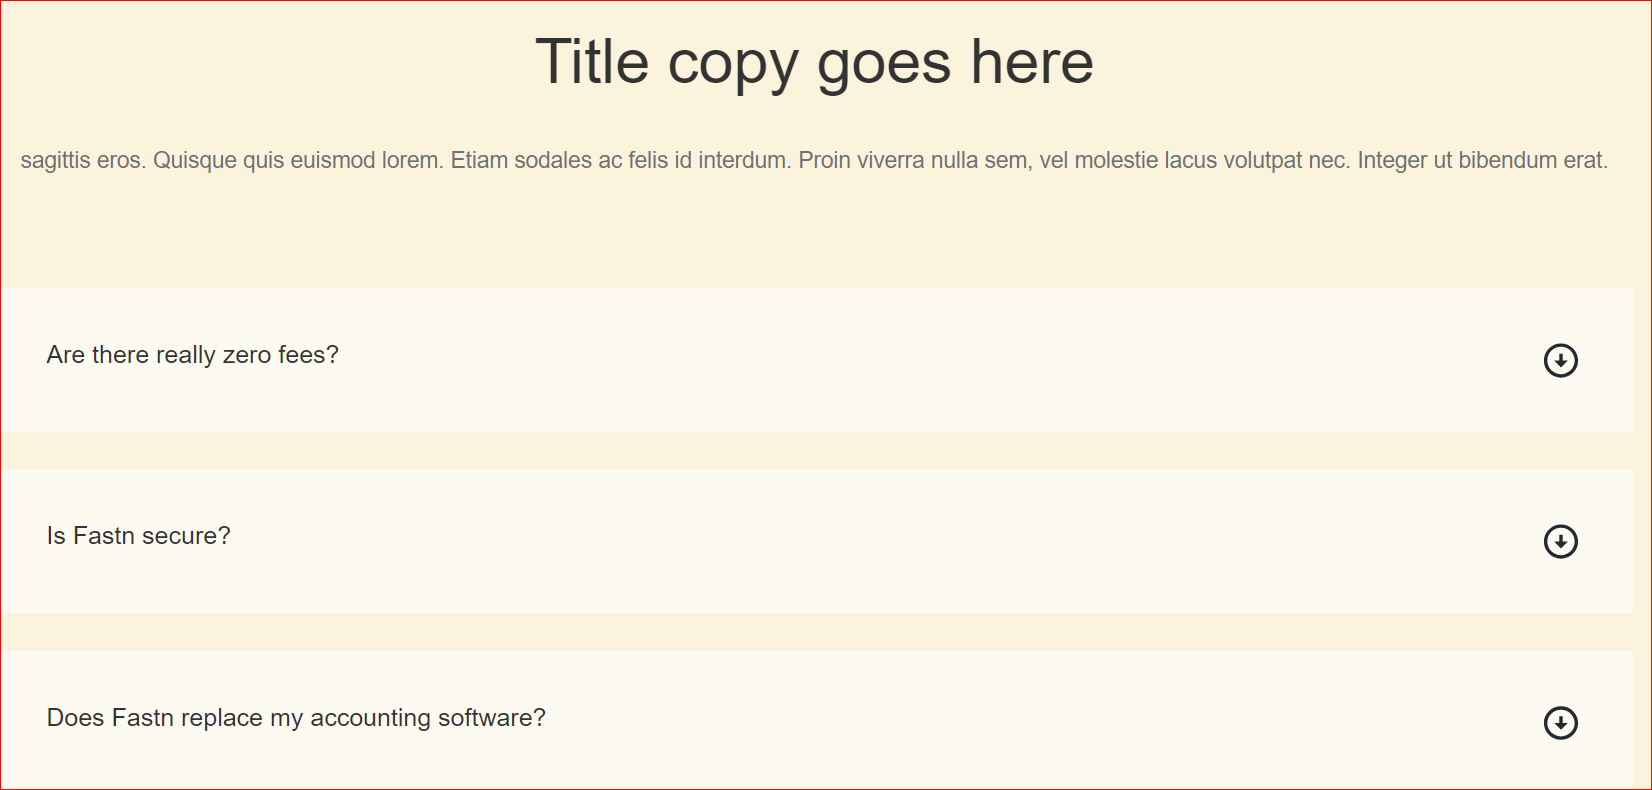 Title copy goes here
sagittis eros. Quisque quis euismod lorem. Etiam sodales ac felis id interdum. Proin viverra nulla sem, vel molestie lacus volutpat nec. Integer ut bibendum erat.
Are there really zero fees?
Is Fastn secure?
Does Fastn replace my accounting software?